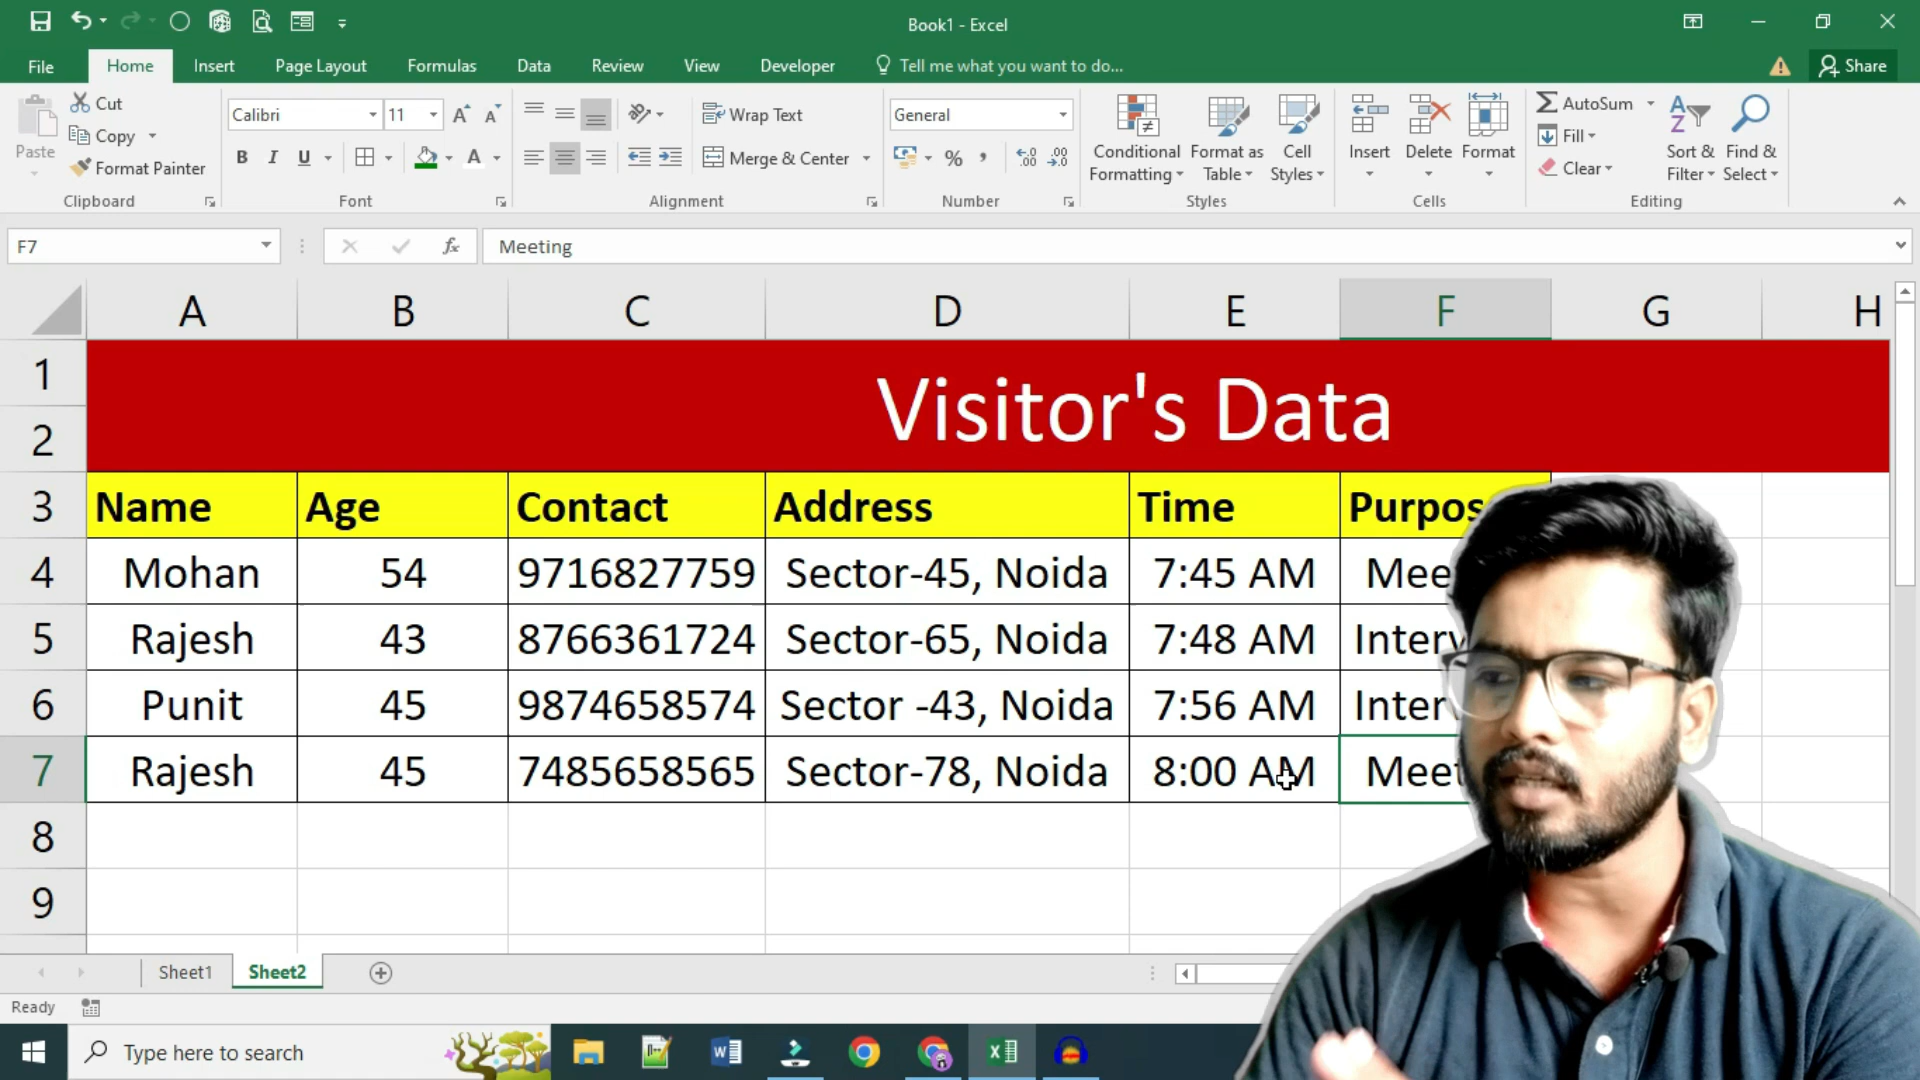 Book1 - Excel
File Home Insert Page Layout Formulas Data Review View Developer Tell me what you want to do... Share
Cut
Copy
Format Painter
Paste
Clipboard
Calibri 11
B I U A
Font
Wrap Text
Merge & Center
Alignment
General
%
Number
Conditional Formatting
Format as Table
Cell Styles
Styles
Insert Delete Format
Cells
AutoSum
Fill
Clear
Sort & Filter
Find & Select
Editing
F7 fx Meeting
A B C D E F G H
1
2
Visitor's Data
3 Name Age Contact Address Time
4 Mohan 54 9716827759 Sector-45, Noida 7:45 AM
5 Rajesh 43 8766361724 Sector-65, Noida 7:48 AM
6 Punit 45 9874658574 Sector -43, Noida 7:56 AM
7 Rajesh 45 7485658565 Sector-78, Noida 8:00 AM
8
9
Sheet1 Sheet2
Ready
Type here to search